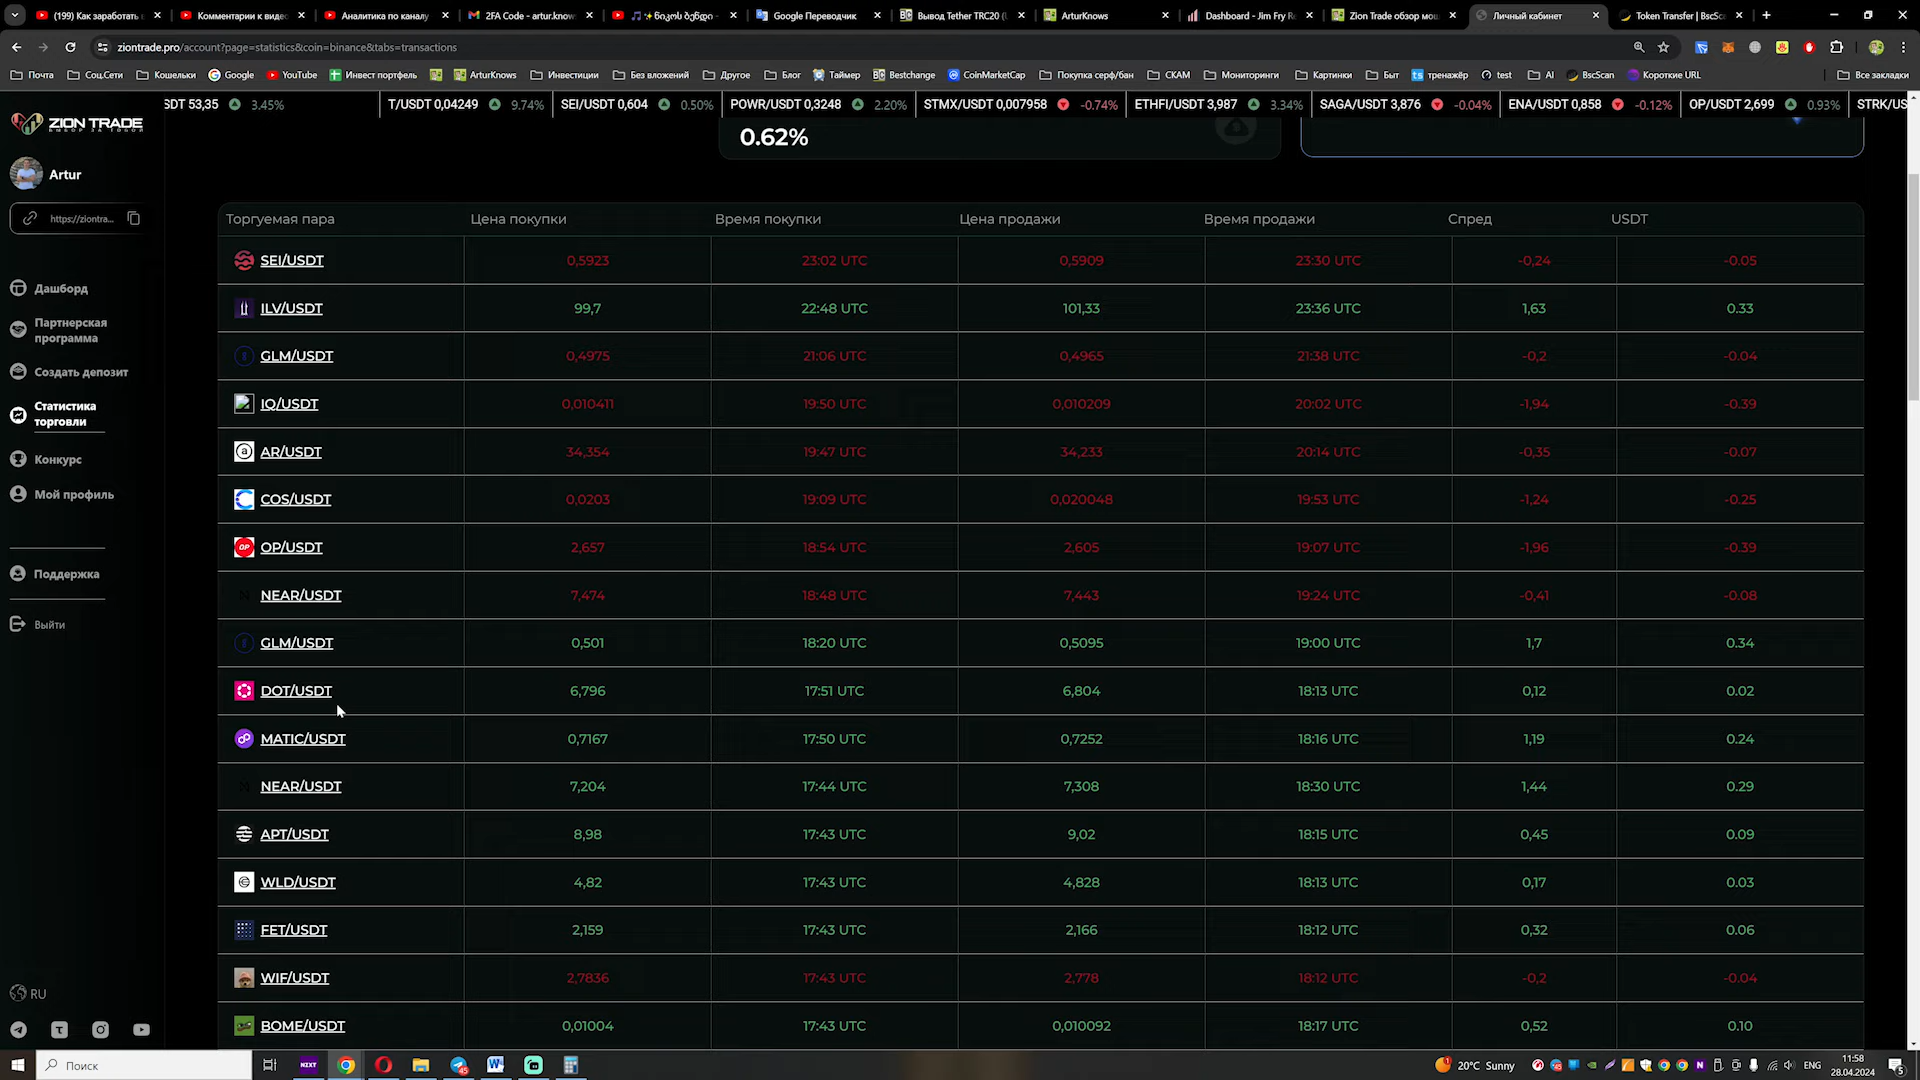 (199) Как заработать
Комментарии к виде
Аналитика по каналу
2FA Code - artur.know
Google Переводчик
Вывод Tether TRC20 (
ArturKnows
Dashboard - Jim Fry R
Zion Trade обзор мо
Личный кабинет
Token Transfer | BscSc
ziontrade.pro/account?page=statistics&coin=binance&tabs=transactions
Почта
Соц.Сети
Кошельки
Google
YouTube
Инвест портфель
ArturKnows
Инвестиции
Без вложений
Другое
Блог
Таймер
Bestchange
CoinMarketCap
Покупка серф/бан
СКАМ
Мониторинги
Картинки
Быт
тренажёр
test
AI
BscScan
Короткие URL
Все закладки
SDT 53,35 3.45%
T/USDT 0,04249 9.74%
SEI/USDT 0,604 0.50%
POWR/USDT 0,3248 2.20%
STMX/USDT 0,007958 -0.74%
ETHFI/USDT 3,987 3.34%
SAGA/USDT 3,876 -0.04%
ENA/USDT 0,858 -0.12%
OP/USDT 2,699 0.93%
STRK/US
ZION TRADE
ВЫБОР ЗА ТОБОЙ
0.62%
Artur
https://ziontra...
Дашборд
Партнерская
программа
Создать депозит
Статистика
торговли
Конкурс
Мой профиль
Поддержка
Выйти
RU
Торгуемая пара Цена покупки Время покупки Цена продажи Время продажи Спред USDT
SEI/USDT 0,5923 23:02 UTC 0,5909 23:30 UTC -0,24 -0.05
ILV/USDT 99,7 22:48 UTC 101,33 23:36 UTC 1,63 0.33
GLM/USDT 0,4975 21:06 UTC 0,4965 21:38 UTC -0,2 -0.04
IQ/USDT 0,010411 19:50 UTC 0,010209 20:02 UTC -1,94 -0.39
AR/USDT 34,354 19:47 UTC 34,233 20:14 UTC -0,35 -0.07
COS/USDT 0,0203 19:09 UTC 0,020048 19:53 UTC -1,24 -0.25
OP/USDT 2,657 18:54 UTC 2,605 19:07 UTC -1,96 -0.39
NEAR/USDT 7,474 18:48 UTC 7,443 19:24 UTC -0,41 -0.08
GLM/USDT 0,501 18:20 UTC 0,5095 19:00 UTC 1,7 0.34
DOT/USDT 6,796 17:51 UTC 6,804 18:13 UTC 0,12 0.02
MATIC/USDT 0,7167 17:50 UTC 0,7252 18:16 UTC 1,19 0.24
NEAR/USDT 7,204 17:44 UTC 7,308 18:30 UTC 1,44 0.29
APT/USDT 8,98 17:43 UTC 9,02 18:15 UTC 0,45 0.09
WLD/USDT 4,82 17:43 UTC 4,828 18:13 UTC 0,17 0.03
FET/USDT 2,159 17:43 UTC 2,166 18:12 UTC 0,32 0.06
WIF/USDT 2,7836 17:43 UTC 2,778 18:12 UTC -0,2 -0.04
BOME/USDT 0,01004 17:43 UTC 0,010092 18:17 UTC 0,52 0.10
Поиск
20°C Sunny
ENG
11:58
28.04.2024